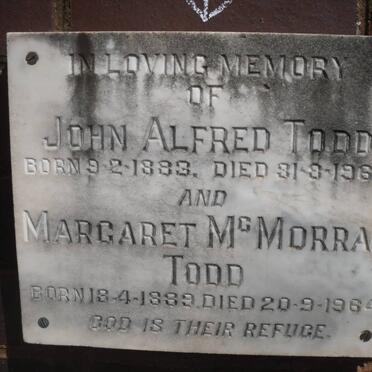 IN LOVING MEMORY
OF
JOHN ALFRED TODD
BORN 9-2-1883. DIED 31-8-196
AND
MARGARET MCMORRA
TODD
BORN 18-4-1889. DIED 20-9-1964
GOD IS THEIR REFUGE.